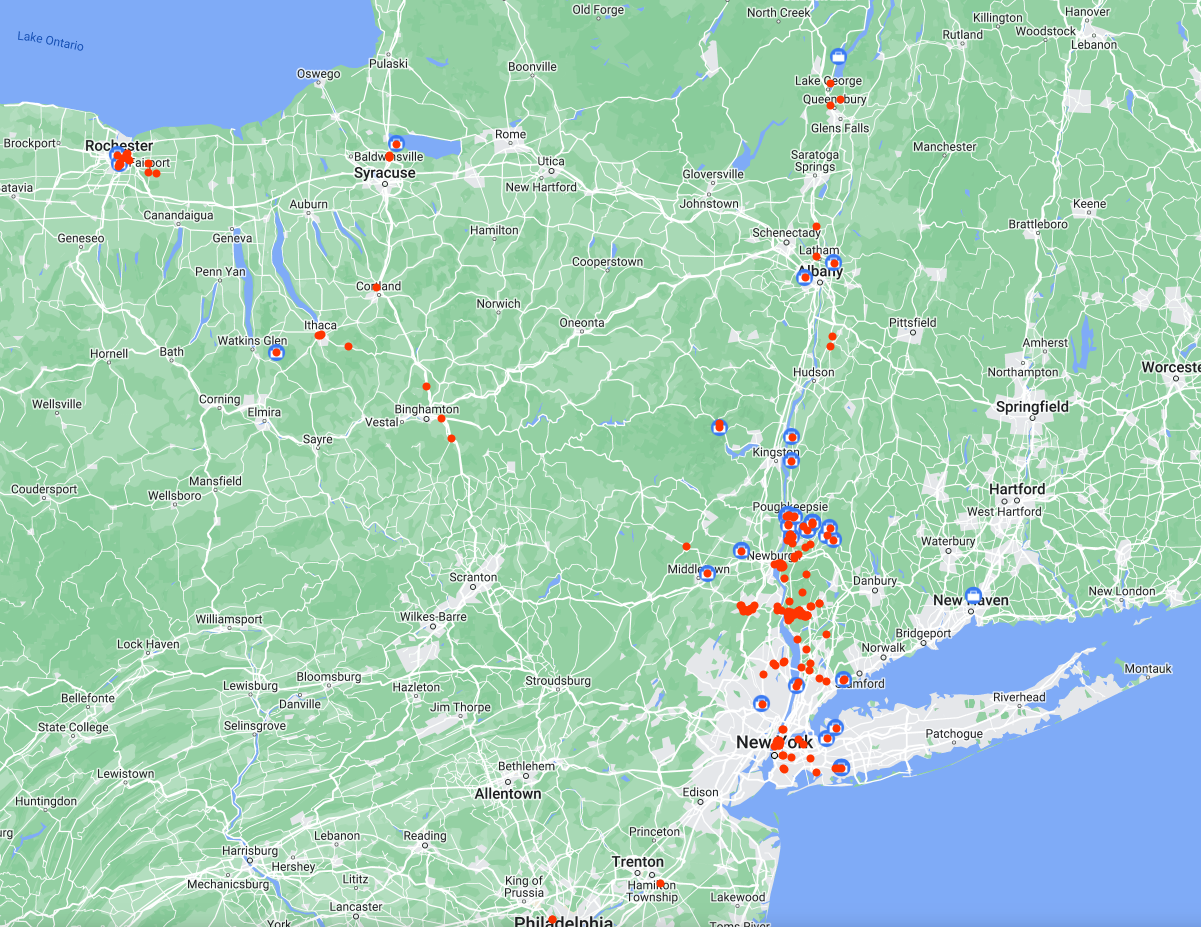 Old Forge
North Creek
Killington
Hanover
Woodstock
Rutland
Lebanon
Lake Ontario
Pulaski
Boonville
Oswego
Lake George
Queensbury
Glens Falls
Brockport
Rochester
Rome
Fairport
Baldwinsville
Utica
Saratoga
Springs
Manchester
Syracuse
Gloversville
New Hartford
atavia
Johnstown
Auburn
Keene
Canandaigua
Brattleboro
Hamilton
Schenectady
Geneseo
Geneva
Latham
Albany
Cooperstown
Penn Yan
Cortland
Norwich
Oneonta
Pittsfield
Ithaca
Watkins Glen
Amherst
Hornell
Bath
Northampton
Worceste
Hudson
Corning
Wellsville
Elmira
Binghamton
Vestal
Springfield
Sayre
Kingston
Mansfield
Coudersport
Wellsboro
Hartford
Poughkeepsie
West Hartford
Waterbury
Newburg
Middletown
Scranton
Danbury
New London
New Haven
Wilkes-Barre
Williamsport
Bridgeport
Lock Haven
Norwalk
Montauk
Bloomsburg
Stroudsburg
Stamford
Lewisburg
Hazleton
Bellefonte
Danville
Riverhead
Jim Thorpe
State College
Selinsgrove
Patchogue
New York
Bethlehem
Lewistown
Allentown
Edison
Huntingdon
Princeton
rg
Lebanon
Reading
Harrisburg
Trenton
Hershey
Lititz
King of
Prussia
Hamilton
Township
Mechanicsburg
Lakewood
Lancaster
Philadelphia
York
Toms River